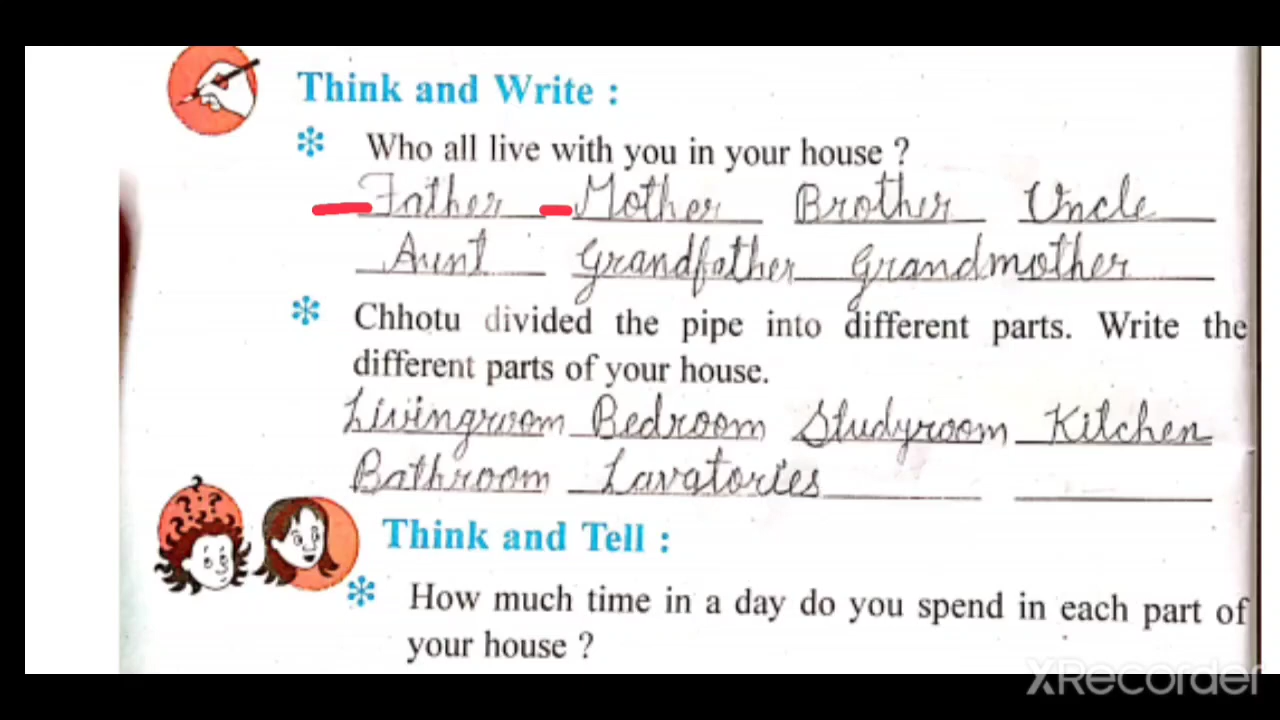 Think and Write :
Who all live with you in your house ?
Father Mother Brother Uncle
Aunt Grandfather Grandmother
Chhotu divided the pipe into different parts. Write the
different parts of your house.
Livingroom Bedroom Studyroom Kitchen
Bathroom Lavatories
Think and Tell :
How much time in a day do you spend in each part of
your house ?
XRecorder